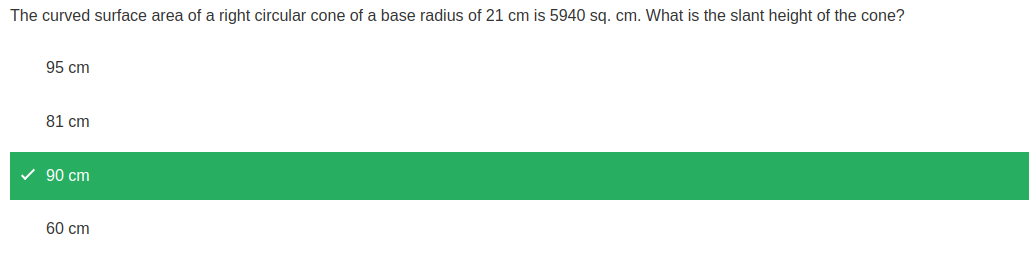 The curved surface area of a right circular cone of a base radius of 21 cm is 5940 sq. cm. What is the slant height of the cone?
95 cm
81 cm
90 cm
60 cm